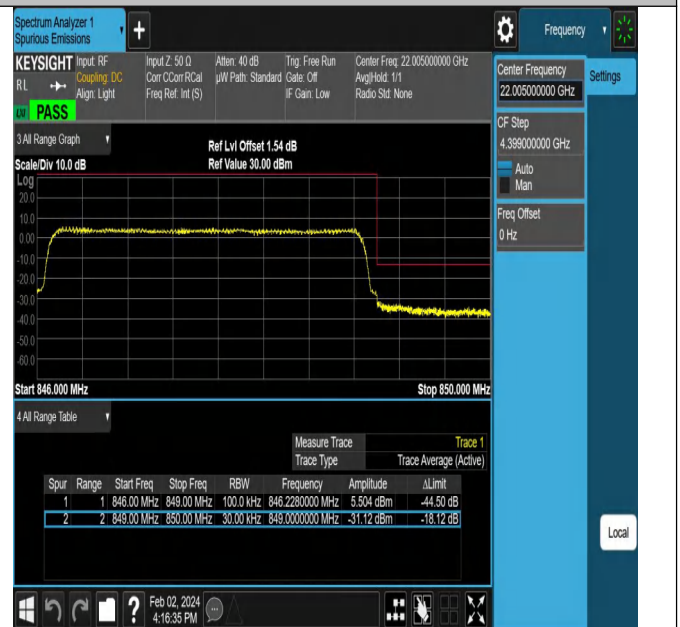 Spectrum Analyzer 1
Spurious Emissions
+
Frequency
KEYSIGHT Input: RF Input Z: 50 Ω Atten: 40 dB Trig: Free Run Center Freq: 22.005000000 GHz
RL Coupling: DC Corr CCorr RCal µW Path: Standard Gate: Off Avg|Hold: 1/1
Align: Light Freq Ref: Int (S) IF Gain: Low Radio Std: None
LXI PASS
Center Frequency
22.005000000 GHz
Settings
CF Step
4.399000000 GHz
Auto
Man
Freq Offset
0 Hz
3 All Range Graph
Ref Lvl Offset 1.54 dB
Scale/Div 10.0 dB Ref Value 30.00 dBm
Log
20.0
10.0
0.00
-10.0
-20.0
-30.0
-40.0
-50.0
-60.0
Start 846.000 MHz Stop 850.000 MHz
4 All Range Table
Measure Trace Trace 1
Trace Type Trace Average (Active)
Spur Range Start Freq Stop Freq RBW Frequency Amplitude ΔLimit
1 1 846.00 MHz 849.00 MHz 100.0 kHz 846.2280000 MHz 5.504 dBm -44.50 dB
2 2 849.00 MHz 850.00 MHz 30.00 kHz 849.0000000 MHz -31.12 dBm -18.12 dB
Local
? Feb 02, 2024
4:16:35 PM